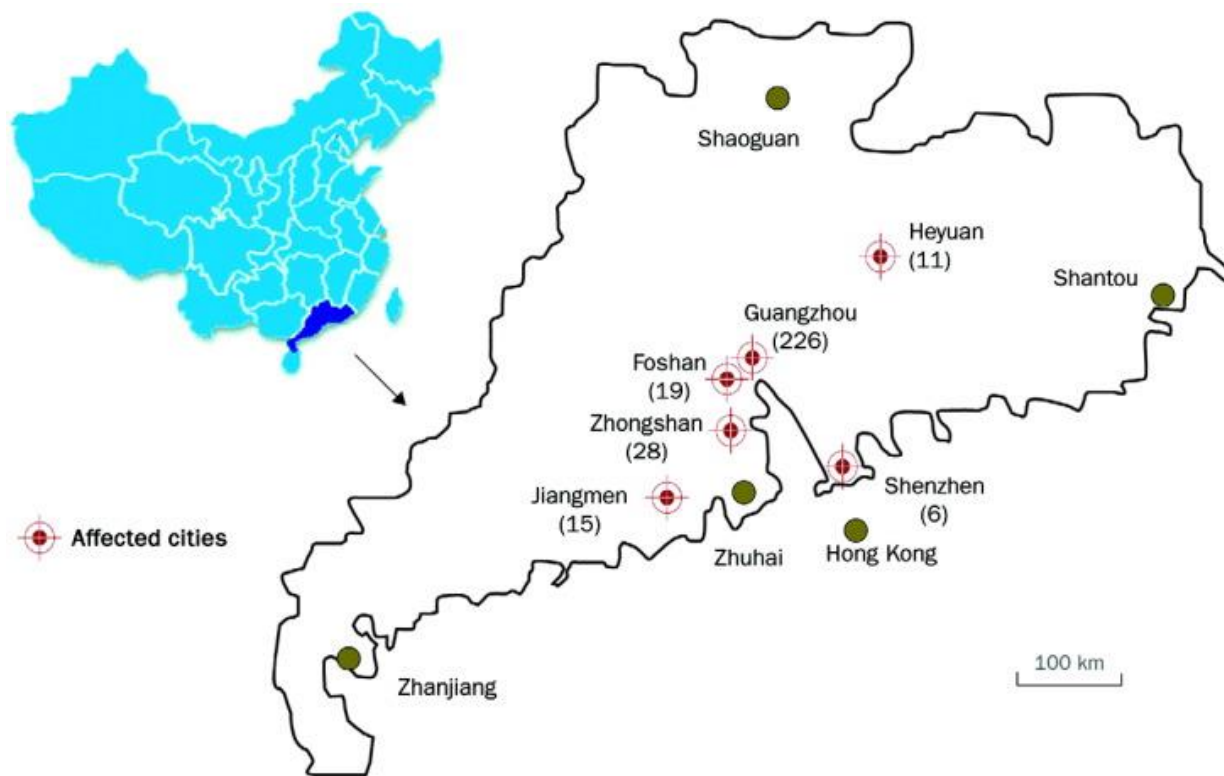 Shaoguan
Heyuan
(11)
Shantou
Guangzhou
(226)
Foshan
(19)
Zhongshan
(28)
Jiangmen
(15)
Shenzhen
(6)
Affected cities
Zhuhai
Hong Kong
Zhanjiang
100 km